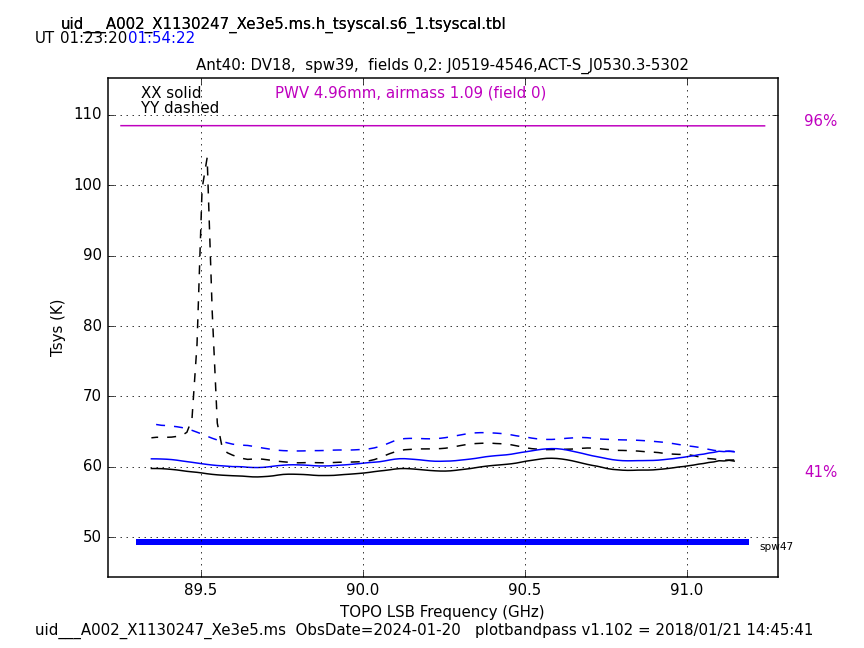 uid___A002_X1130247_Xe3e5.ms.h_tsyscal.s6_1.tsyscal.tbl
UT 01:23:20 01:54:22
Ant40: DV18,  spw39,  fields 0,2: J0519-4546,ACT-S_J0530.3-5302
XX solid
PWV 4.96mm, airmass 1.09 (field 0)
YY dashed
110
96%
100
90
80
Tsys (K)
70
60
41%
50
spw47
89.5 90.0 90.5 91.0
TOPO LSB Frequency (GHz)
uid___A002_X1130247_Xe3e5.ms  ObsDate=2024-01-20   plotbandpass v1.102 = 2018/01/21 14:45:41